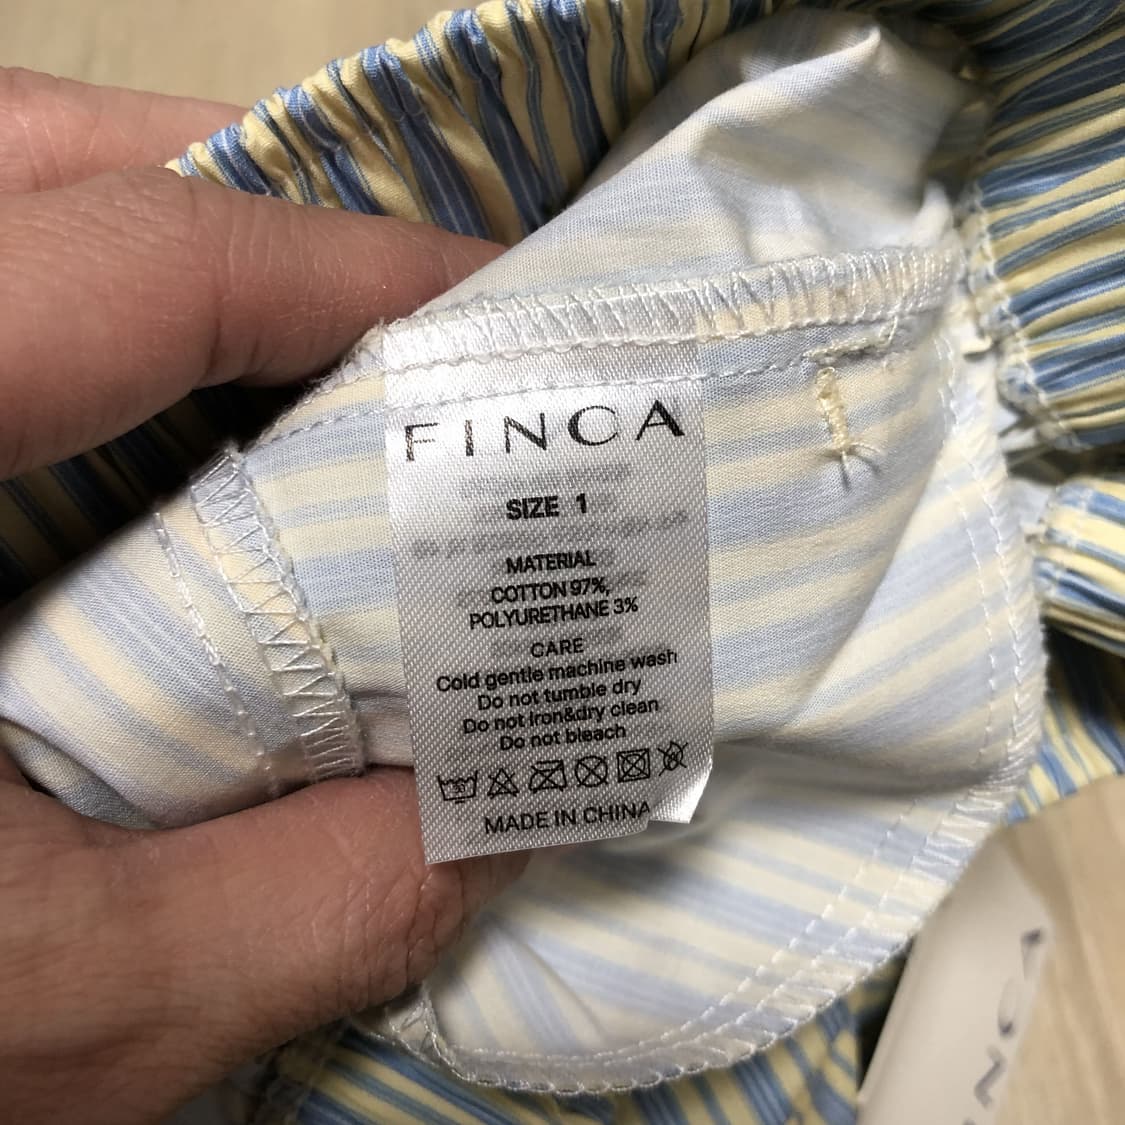 FINCA
SIZE 1
MATERIAL
COTTON 97%,
POLYURETHANE 3%
CARE
Cold gentle machine wash
Do not tumble dry
Do not iron&dry clean
Do not bleach
MADE IN CHINA